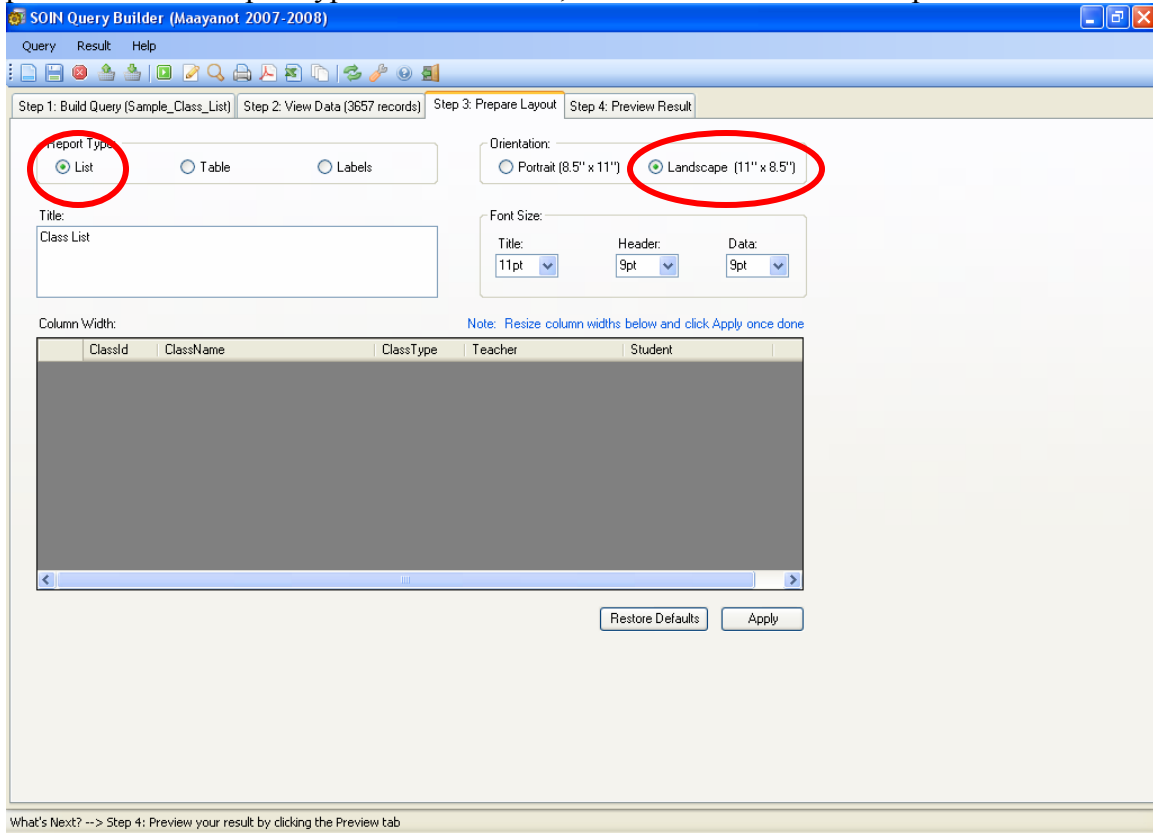 SOIN Query Builder (Maayanot 2007-2008)
Query Result Help
Step 1: Build Query (Sample_Class_List) Step 2: View Data (3657 records) Step 3: Prepare Layout Step 4: Preview Result
Report Type: Orientation:
List Table Labels Portrait (8.5" x 11") Landscape (11" x 8.5")
Title: Font Size:
Class List
Title: Header: Data:
11pt 9pt 9pt
Column Width: Note: Resize column widths below and click Apply once done
ClassId ClassName ClassType Teacher Student
Restore Defaults Apply
What's Next? --> Step 4: Preview your result by clicking the Preview tab